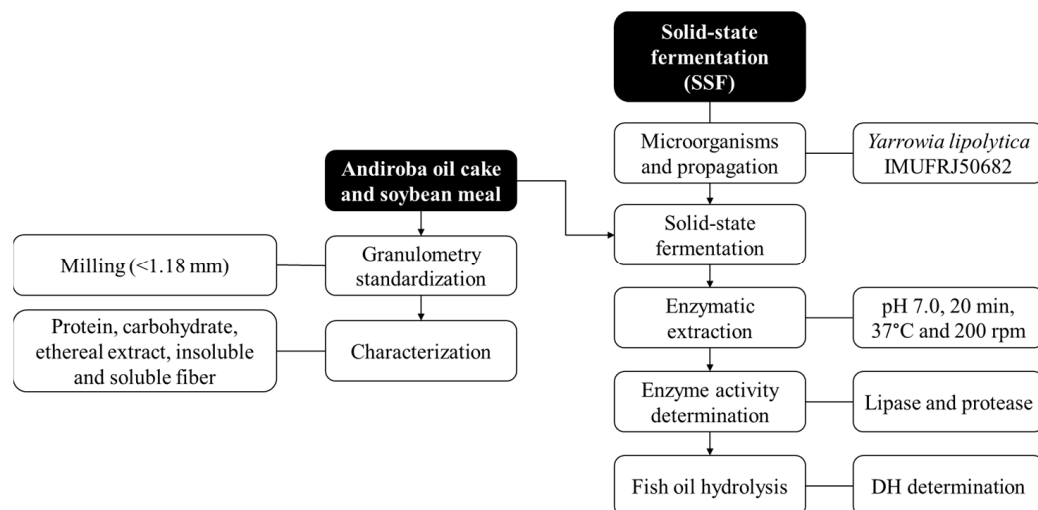 Solid-state
fermentation
(SSF)
Microorganisms
and propagation
Yarrowia lipolytica
IMUFRJ50682
Andiroba oil cake
and soybean meal
Solid-state
fermentation
Milling (<1.18 mm)
Granulometry
standardization
Enzymatic
extraction
pH 7.0, 20 min,
37°C and 200 rpm
Protein, carbohydrate,
ethereal extract, insoluble
and soluble fiber
Characterization
Enzyme activity
determination
Lipase and protease
Fish oil hydrolysis
DH determination